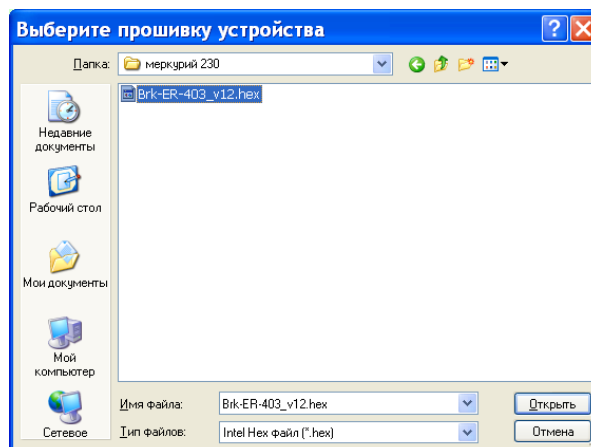 Выберите прошивку устройства
Папка: меркурий 230
Brk-ER-403_v12.hex
Недавние
документы
Рабочий стол
Мои документы
Мой
компьютер
Сетевое
Имя файла: Brk-ER-403_v12.hex Открыть
Тип файлов: Intel Hex файл (*.hex) Отмена